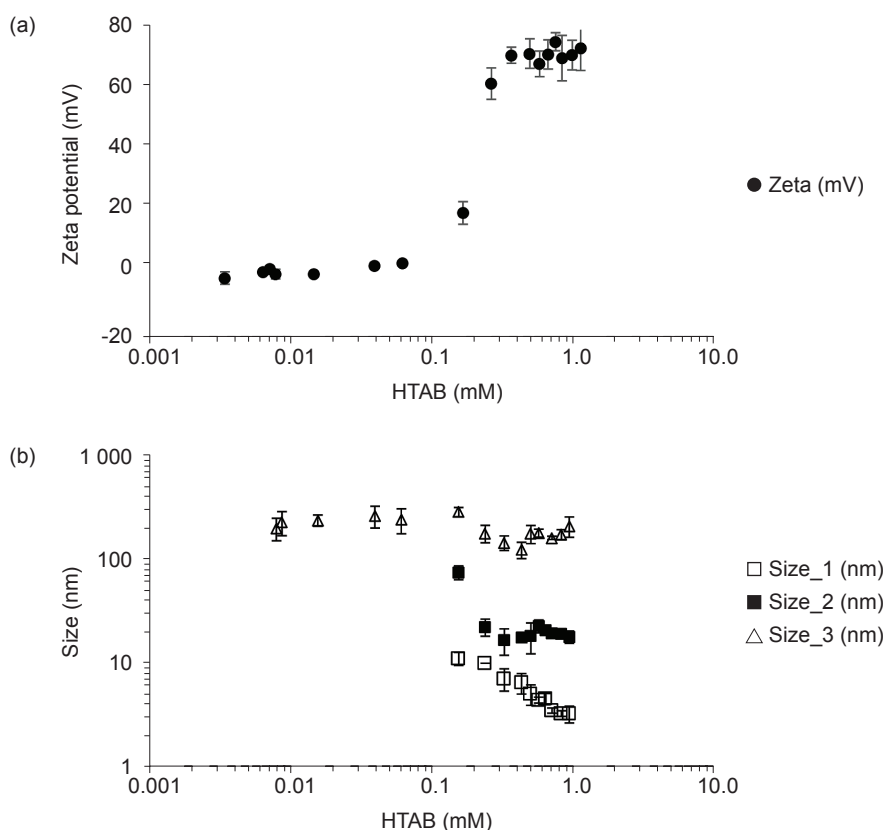 (a)
80
60
40
20
0
-20
Zeta potential (mV)
0.001 0.01 0.1 1.0 10.0
HTAB (mM)
Zeta (mV)
(b)
1 000
100
10
1
Size (nm)
0.001 0.01 0.1 1.0 10.0
HTAB (mM)
Size_1 (nm)
Size_2 (nm)
Size_3 (nm)